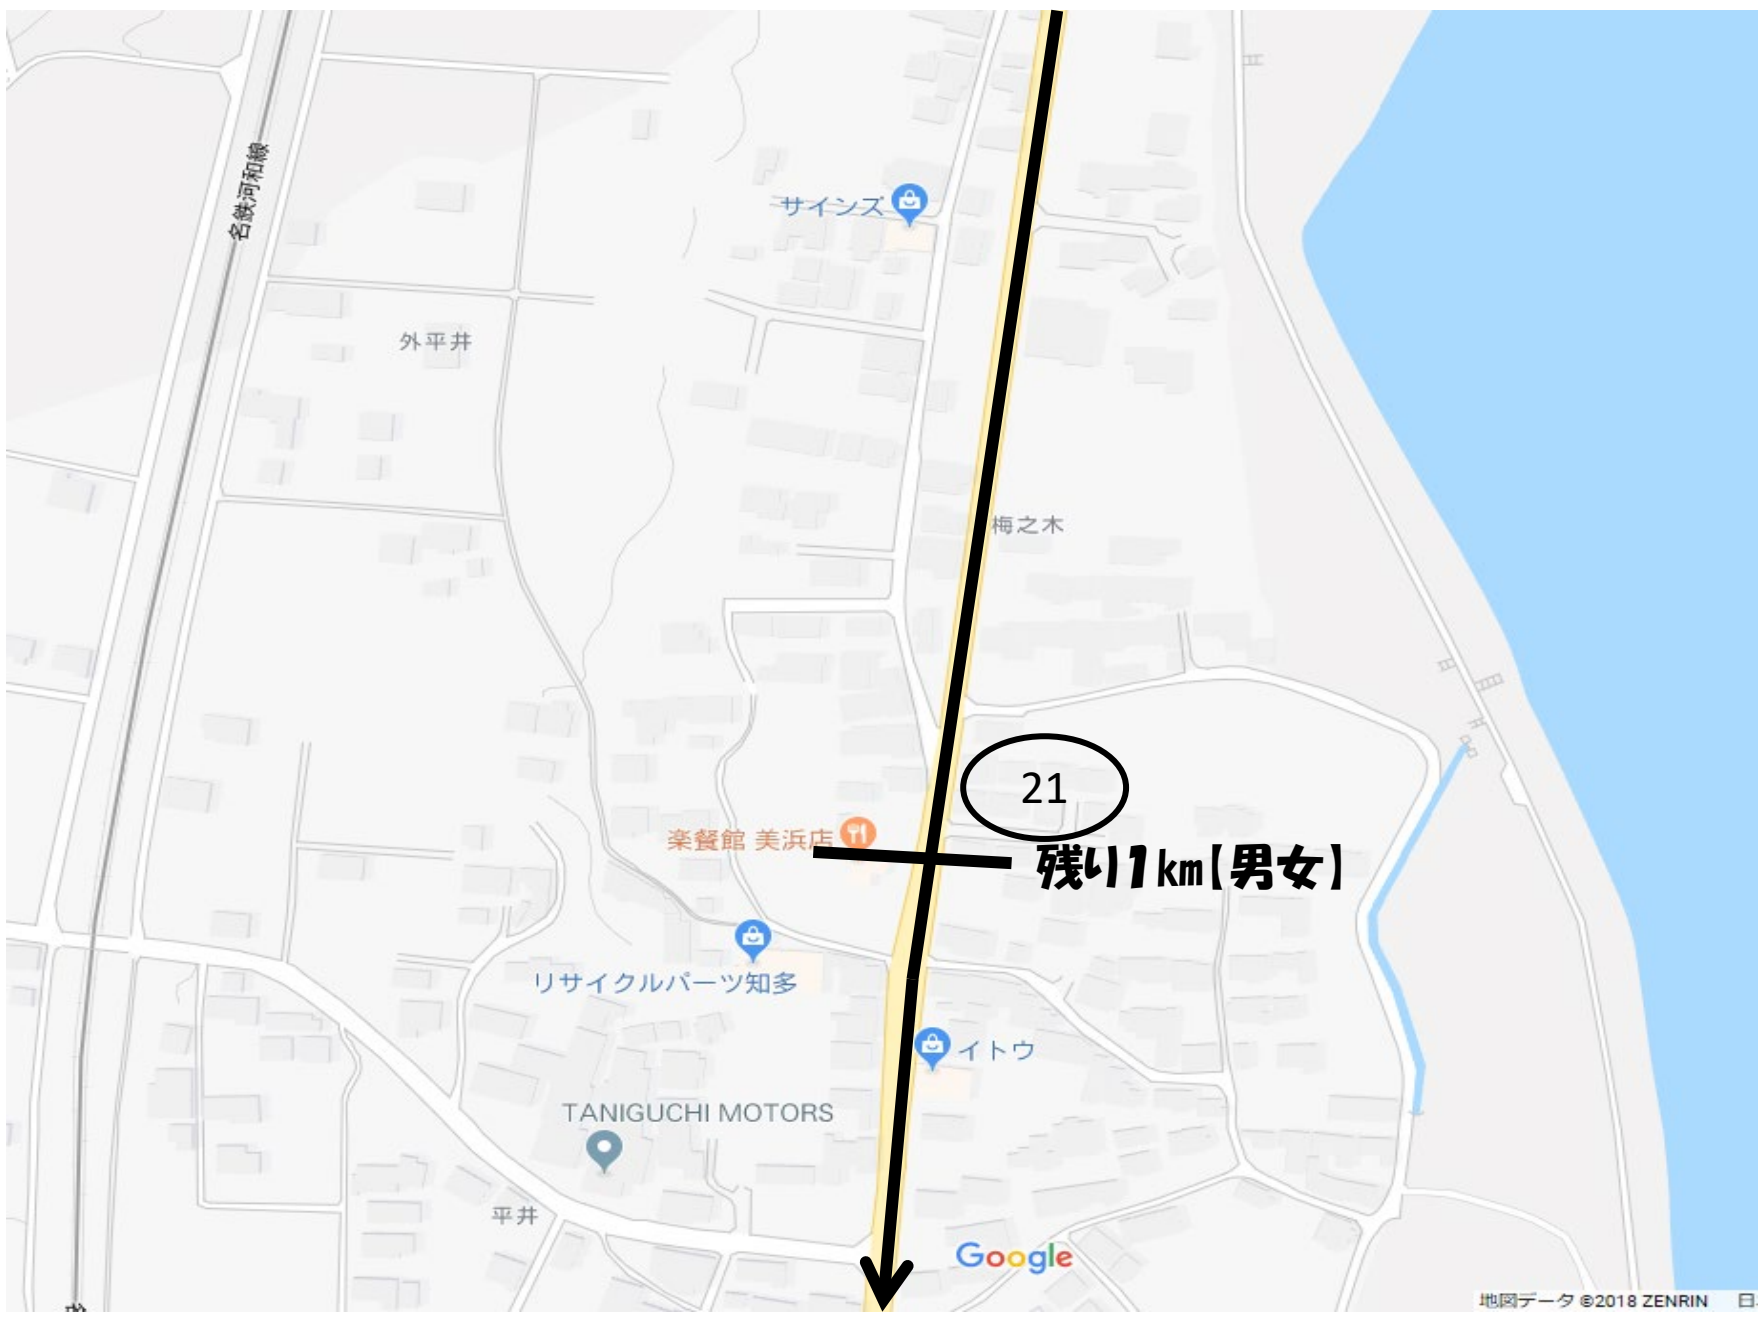 名鉄河和線
サインズ
外平井
梅之木
21
楽餐館 美浜店
残り1km【男女】
リサイクルパーツ知多
イトウ
TANIGUCHI MOTORS
平井
Google
地図データ ©2018 ZENRIN